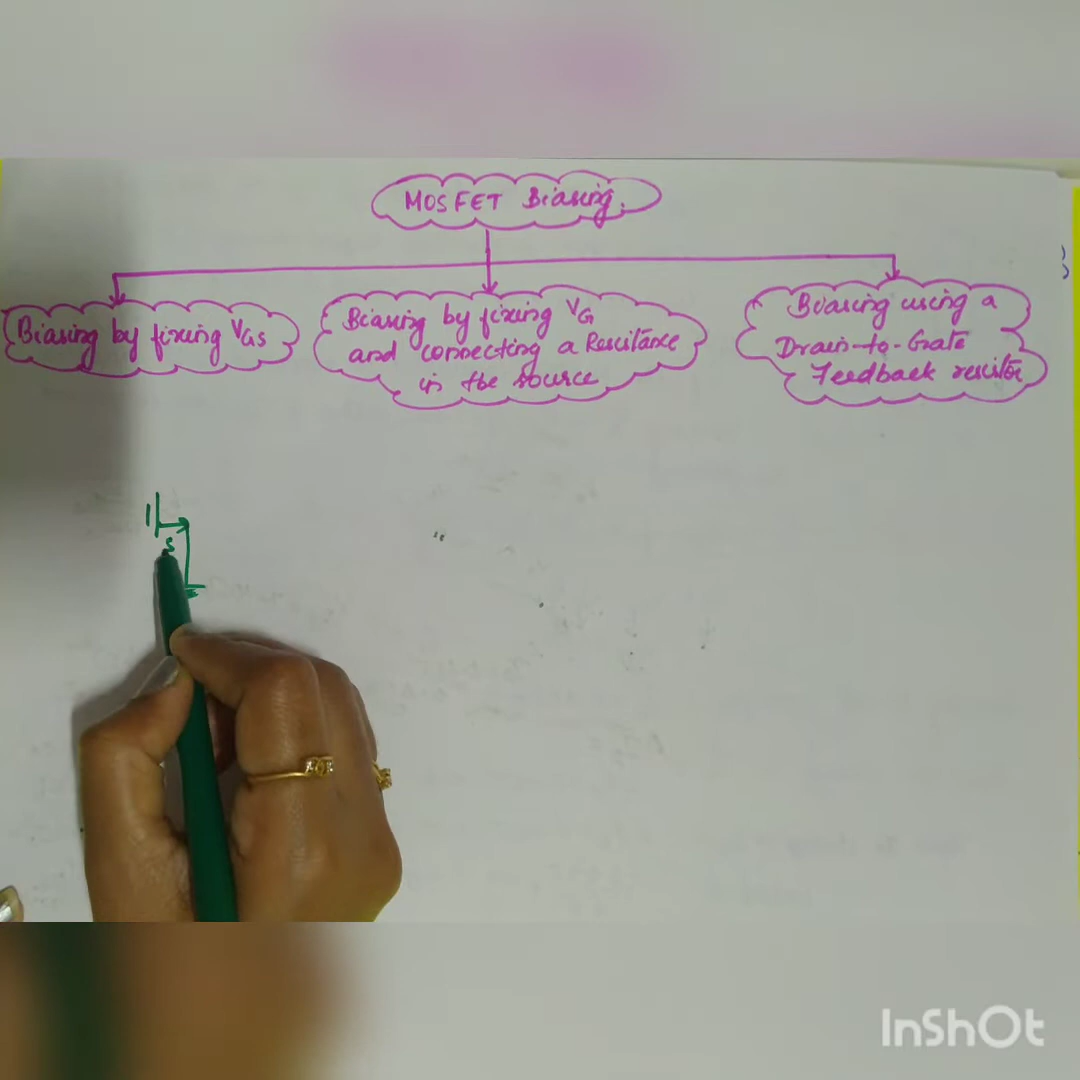 MOSFET Biasing.
Biasing by fixing VGS
Biasing by fixing VG
and connecting a Resistance
in the source
Biasing using a
Drain-to-Gate
Feedback resistor
S
InShOt